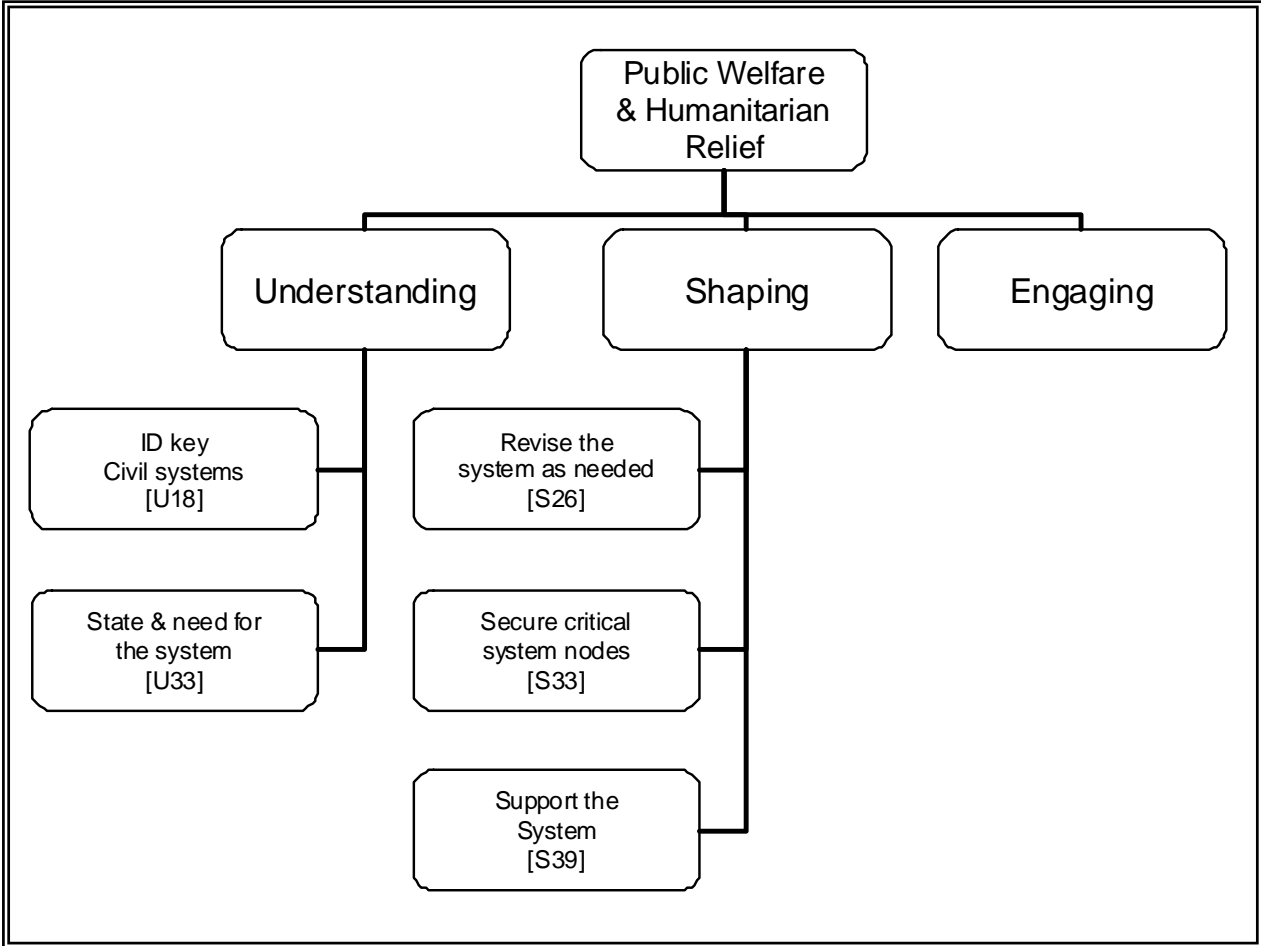 Public Welfare
& Humanitarian
Relief
Understanding
Shaping
Engaging
ID key
Civil systems
[U18]
State & need for
the system
[U33]
Revise the
system as needed
[S26]
Secure critical
system nodes
[S33]
Support the
System
[S39]